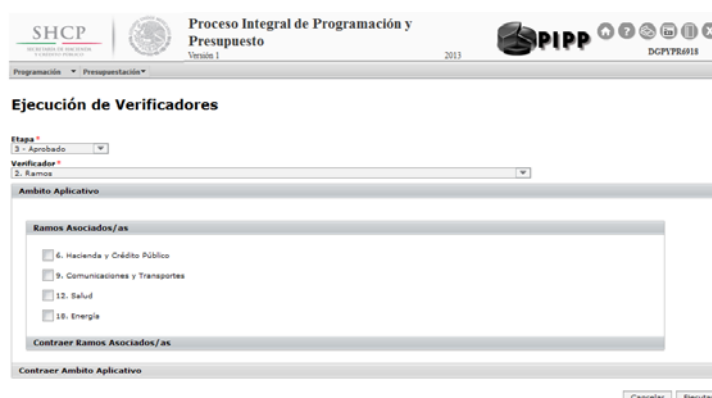 SHCP
SECRETARÍA DE HACIENDA
Y CRÉDITO PÚBLICO
Proceso Integral de Programación y
Presupuesto
Versión 1
2013
PIPP
DGPYPR6918
Programación
Presupuestación
Ejecución de Verificadores
Etapa *
3 - Aprobado
Verificador *
2. Ramos
Ambito Aplicativo
Ramos Asociados/as
6. Hacienda y Crédito Público
9. Comunicaciones y Transportes
12. Salud
18. Energía
Contraer Ramos Asociados/as
Contraer Ambito Aplicativo
Cancelar
Ejecutar